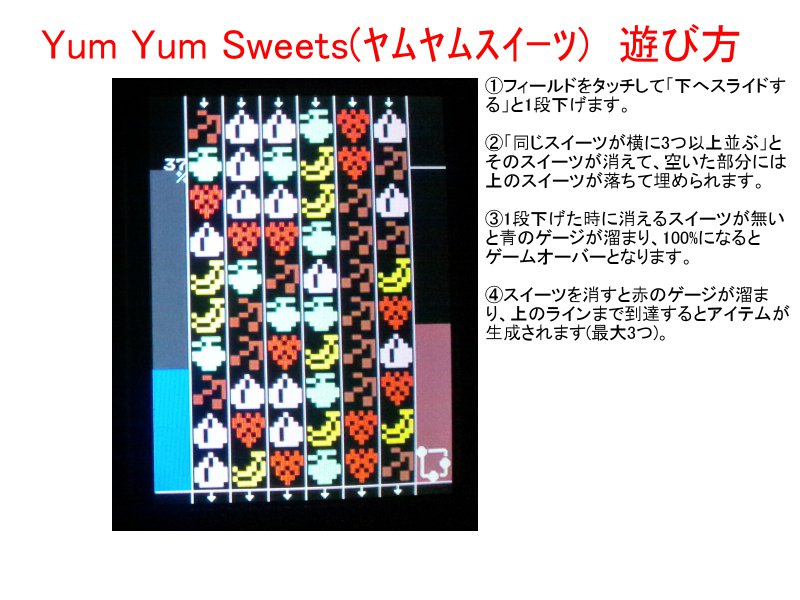 Yum Yum Sweets(ヤムヤムスイーツ) 遊び方
①フィールドをタッチして「下へスライドす
る」と1段下げます。
②「同じスイーツが横に3つ以上並ぶ」と
そのスイーツが消えて、空いた部分には
上のスイーツが落ちて埋められます。
③1段下げた時に消えるスイーツが無い
と青のゲージが溜まり、100%になると
ゲームオーバーとなります。
④スイーツを消すと赤のゲージが溜ま
り、上のラインまで到達するとアイテムが
生成されます(最大3つ)。
37
%